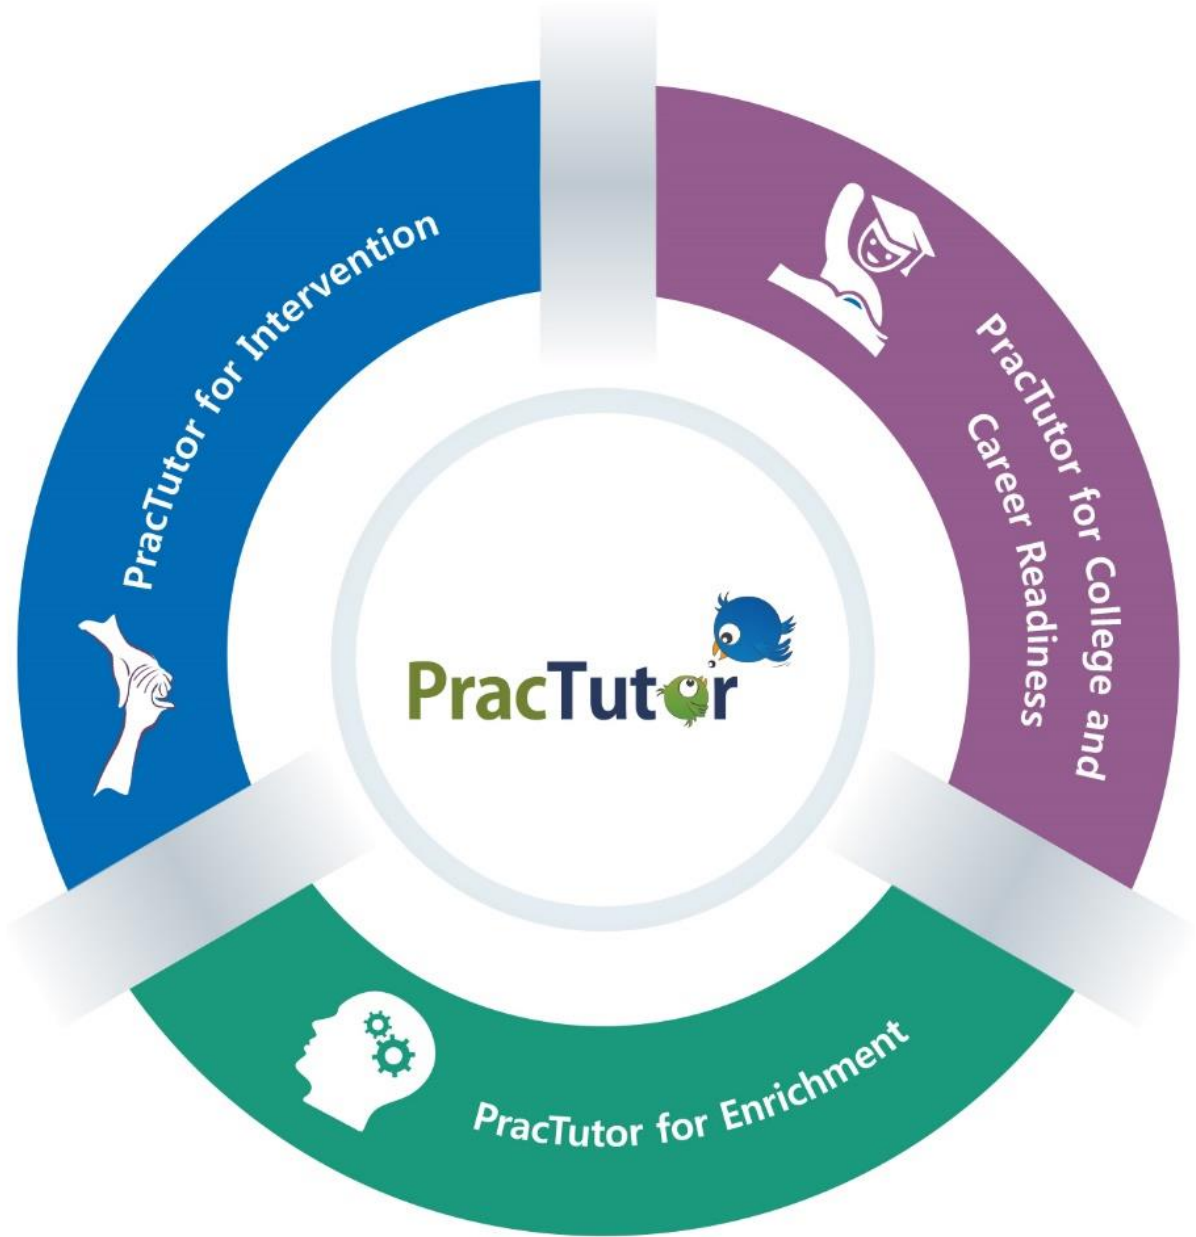 PracTutor for Intervention
PracTutor for College and
Career Readiness
PracTutor
PracTutor for Enrichment